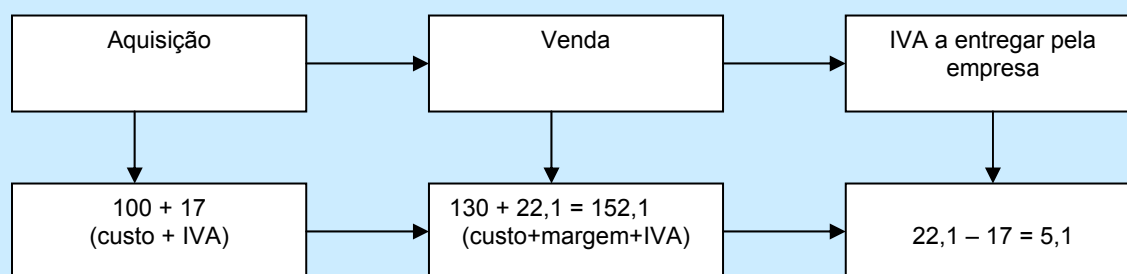 Aquisição
Venda
IVA a entregar pela
empresa
100 + 17
(custo + IVA)
130 + 22,1 = 152,1
(custo+margem+IVA)
22,1 – 17 = 5,1